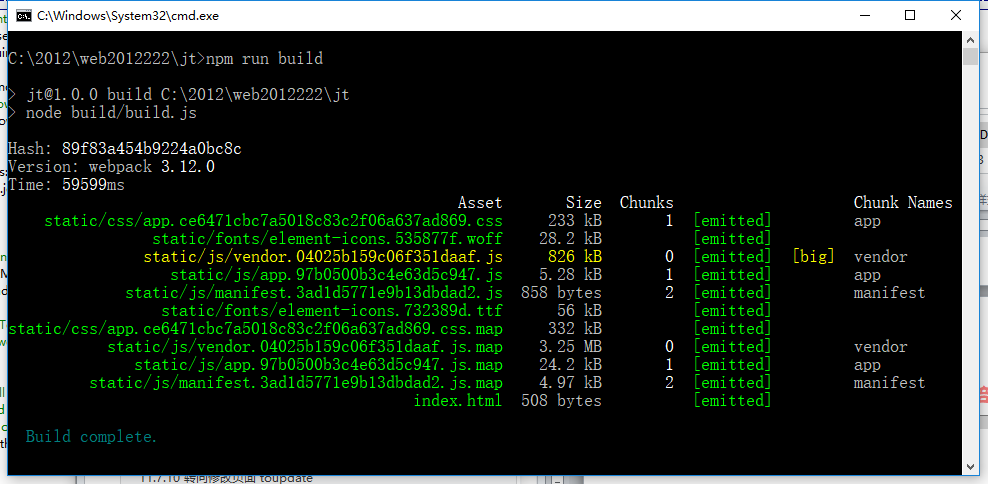 C:\Windows\System32\cmd.exe
C:\2012\web2012222\jt>npm run build
> jt@1.0.0 build C:\2012\web2012222\jt
> node build/build.js
Hash: 89f83a454b9224a0bc8c
Version: webpack 3.12.0
Time: 59599ms
Asset Size Chunks Chunk Names
static/css/app.ce6471cbc7a5018c83c2f06a637ad869.css 233 kB 1 [emitted] app
static/fonts/element-icons.535877f.woff 28.2 kB [emitted]
static/js/vendor.04025b159c06f351daaf.js 826 kB 0 [emitted] [big] vendor
static/js/app.97b0500b3c4e63d5c947.js 5.28 kB 1 [emitted] app
static/js/manifest.3ad1d5771e9b13dbdad2.js 858 bytes 2 [emitted] manifest
static/fonts/element-icons.732389d.ttf 56 kB [emitted]
static/css/app.ce6471cbc7a5018c83c2f06a637ad869.css.map 332 kB [emitted]
static/js/vendor.04025b159c06f351daaf.js.map 3.25 MB 0 [emitted] vendor
static/js/app.97b0500b3c4e63d5c947.js.map 24.2 kB 1 [emitted] app
static/js/manifest.3ad1d5771e9b13dbdad2.js.map 4.97 kB 2 [emitted] manifest
index.html 508 bytes [emitted]
Build complete.
11.7.10 转向修改页面 toupdate